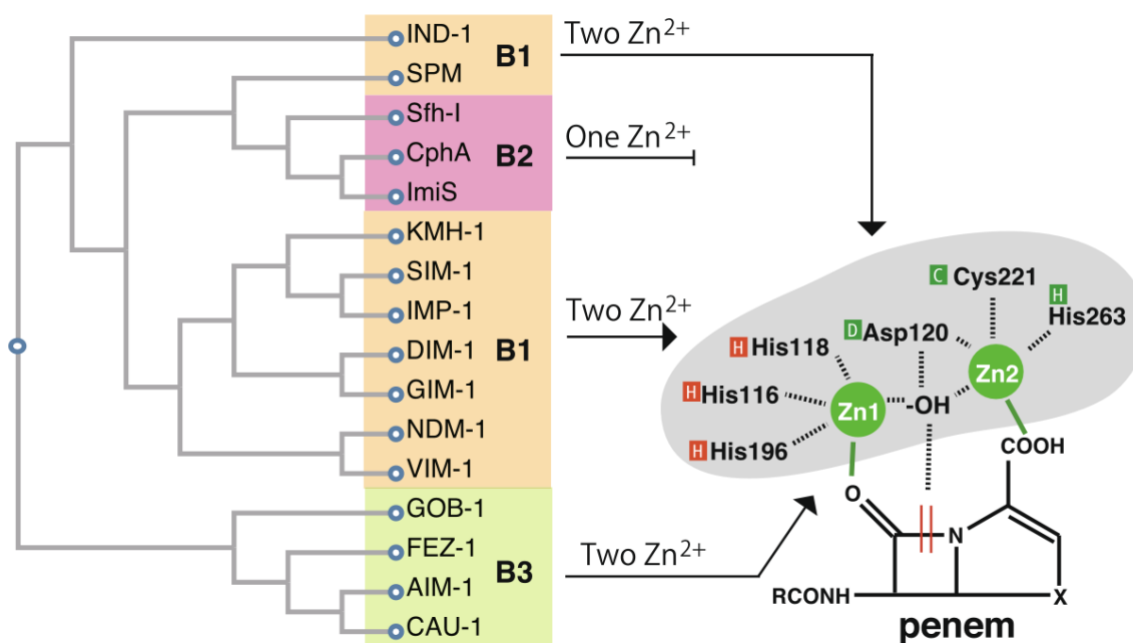 IND-1
SPM
B1
Two Zn2+
Sfh-I
CphA
ImiS
B2
One Zn2+
KMH-1
SIM-1
IMP-1
DIM-1
GIM-1
NDM-1
VIM-1
B1
Two Zn2+
GOB-1
FEZ-1
AIM-1
CAU-1
B3
Two Zn2+
C Cys221
H
His263
D Asp120
H His118
H His116
H His196
Zn1
-OH
Zn2
COOH
O
N
RCONH
X
penem